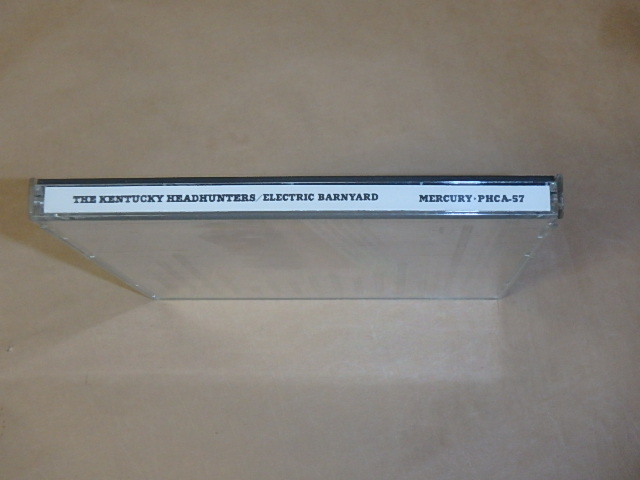 THE KENTUCKY HEADHUNTERS/ELECTRIC BARNYARD MERCURY·PHCA-57